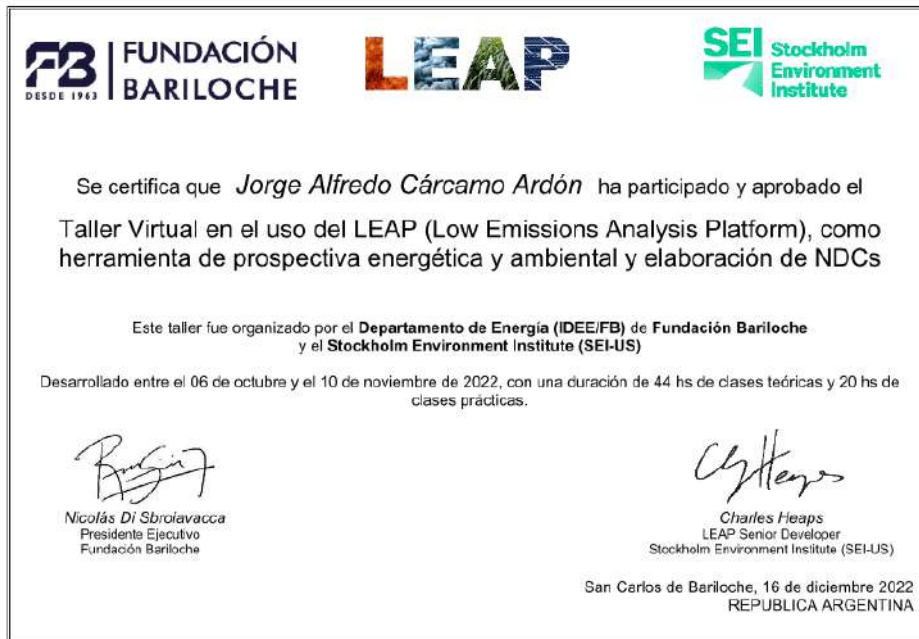 FB
DESDE 1963
FUNDACIÓN
BARILOCHE
LEAP
SEI Stockholm
Environment
Institute
Se certifica que Jorge Alfredo Cárcamo Ardón ha participado y aprobado el
Taller Virtual en el uso del LEAP (Low Emissions Analysis Platform), como
herramienta de prospectiva energética y ambiental y elaboración de NDCs
Este taller fue organizado por el Departamento de Energía (IDEE/FB) de Fundación Bariloche
y el Stockholm Environment Institute (SEI-US)
Desarrollado entre el 06 de octubre y el 10 de noviembre de 2022, con una duración de 44 hs de clases teóricas y 20 hs de
clases prácticas.
Nicolás Di Sbroiavacca
Presidente Ejecutivo
Fundación Bariloche
Charles Heaps
LEAP Senior Developer
Stockholm Environment Institute (SEI-US)
San Carlos de Bariloche, 16 de diciembre 2022
REPUBLICA ARGENTINA